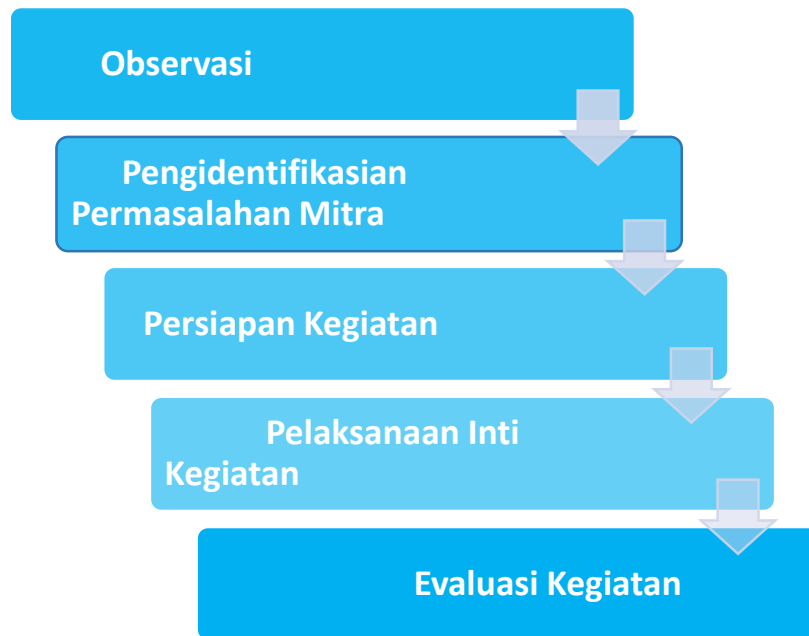 Observasi
Pengidentifikasian
Permasalahan Mitra
Persiapan Kegiatan
Pelaksanaan Inti
Kegiatan
Evaluasi Kegiatan